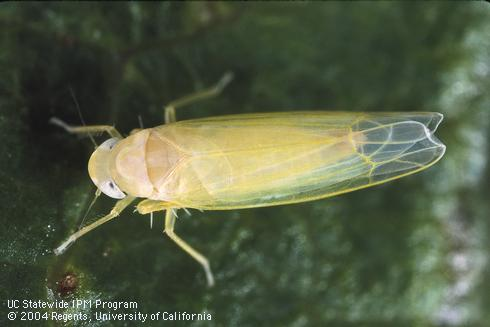 UC Statewide IPM Program
© 2004 Regents, University of California